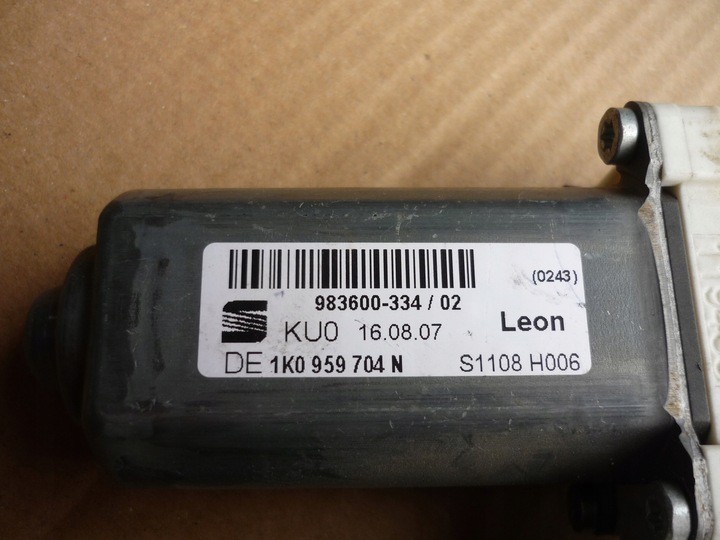 (0243)
983600-334 / 02
KU0 16.08.07 Leon
DE 1K0 959 704 N S1108 H006